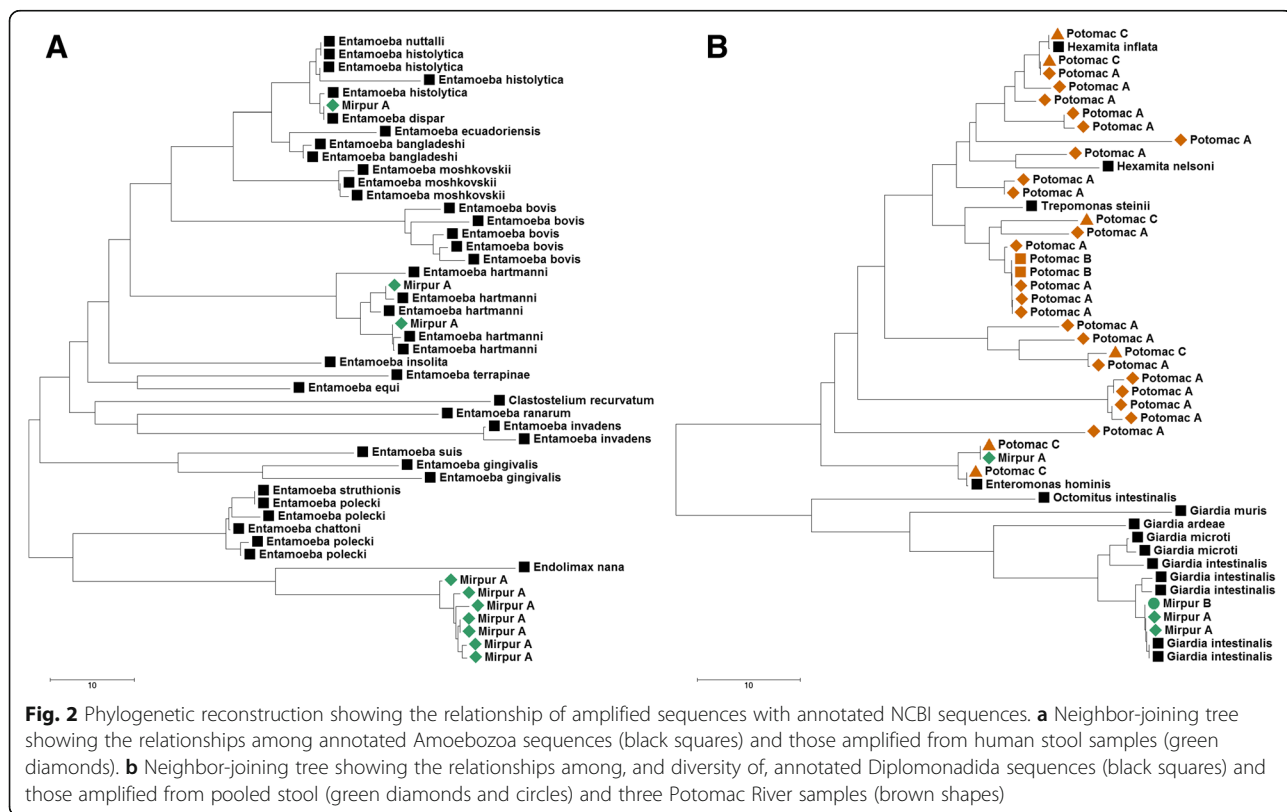 A
Entamoeba nuttalli
Entamoeba histolytica
Entamoeba histolytica
Entamoeba histolytica
Entamoeba histolytica
Mirpur A
Entamoeba dispar
Entamoeba ecuadoriensis
Entamoeba bangladeshi
Entamoeba bangladeshi
Entamoeba moshkovskii
Entamoeba moshkovskii
Entamoeba moshkovskii
Entamoeba bovis
Entamoeba bovis
Entamoeba bovis
Entamoeba bovis
Entamoeba bovis
Entamoeba hartmanni
Mirpur A
Entamoeba hartmanni
Entamoeba hartmanni
Mirpur A
Entamoeba hartmanni
Entamoeba hartmanni
Entamoeba insolita
Entamoeba terrapinae
Entamoeba equi
Clastostelium recurvatum
Entamoeba ranarum
Entamoeba invadens
Entamoeba invadens
Entamoeba suis
Entamoeba gingivalis
Entamoeba gingivalis
Entamoeba struthionis
Entamoeba polecki
Entamoeba polecki
Entamoeba chattoni
Entamoeba polecki
Entamoeba polecki
Endolimax nana
Mirpur A
Mirpur A
Mirpur A
Mirpur A
Mirpur A
Mirpur A
Mirpur A
10
B
Potomac C
Hexamita inflata
Potomac C
Potomac A
Potomac A
Potomac A
Potomac A
Potomac A
Potomac A
Potomac A
Hexamita nelsoni
Potomac A
Potomac A
Trepomonas steinii
Potomac C
Potomac A
Potomac A
Potomac B
Potomac B
Potomac A
Potomac A
Potomac A
Potomac A
Potomac A
Potomac C
Potomac A
Potomac A
Potomac A
Potomac A
Potomac A
Potomac A
Potomac C
Mirpur A
Potomac C
Enteromonas hominis
Octomitus intestinalis
Giardia muris
Giardia ardeae
Giardia microti
Giardia microti
Giardia intestinalis
Giardia intestinalis
Giardia intestinalis
Mirpur B
Mirpur A
Mirpur A
Giardia intestinalis
Giardia intestinalis
10
Fig. 2 Phylogenetic reconstruction showing the relationship of amplified sequences with annotated NCBI sequences. a Neighbor-joining tree
showing the relationships among annotated Amoebozoa sequences (black squares) and those amplified from human stool samples (green
diamonds). b Neighbor-joining tree showing the relationships among, and diversity of, annotated Diplomonadida sequences (black squares) and
those amplified from pooled stool (green diamonds and circles) and three Potomac River samples (brown shapes)